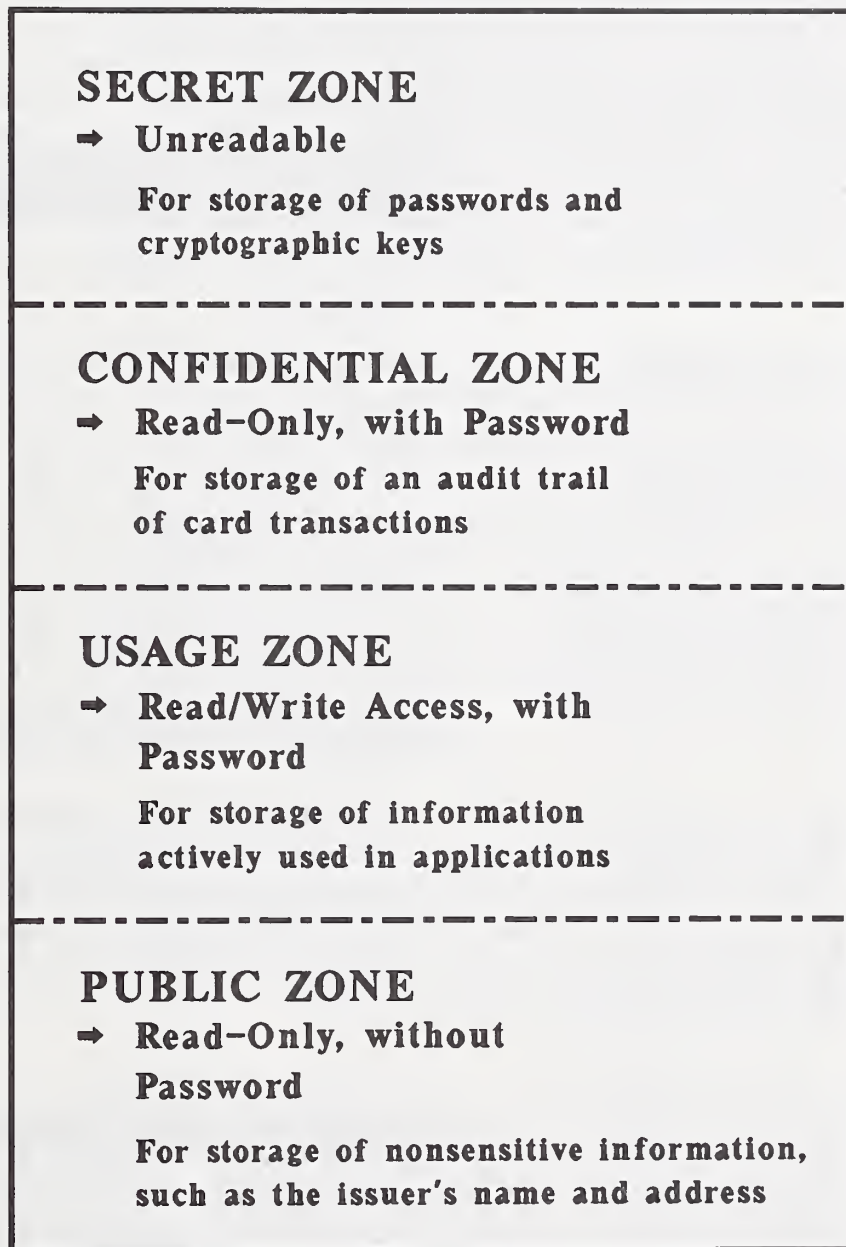 SECRET ZONE
➡ Unreadable
For storage of passwords and
cryptographic keys
CONFIDENTIAL ZONE
➡ Read-Only, with Password
For storage of an audit trail
of card transactions
USAGE ZONE
➡ Read/Write Access, with
Password
For storage of information
actively used in applications
PUBLIC ZONE
➡ Read-Only, without
Password
For storage of nonsensitive information,
such as the issuer's name and address